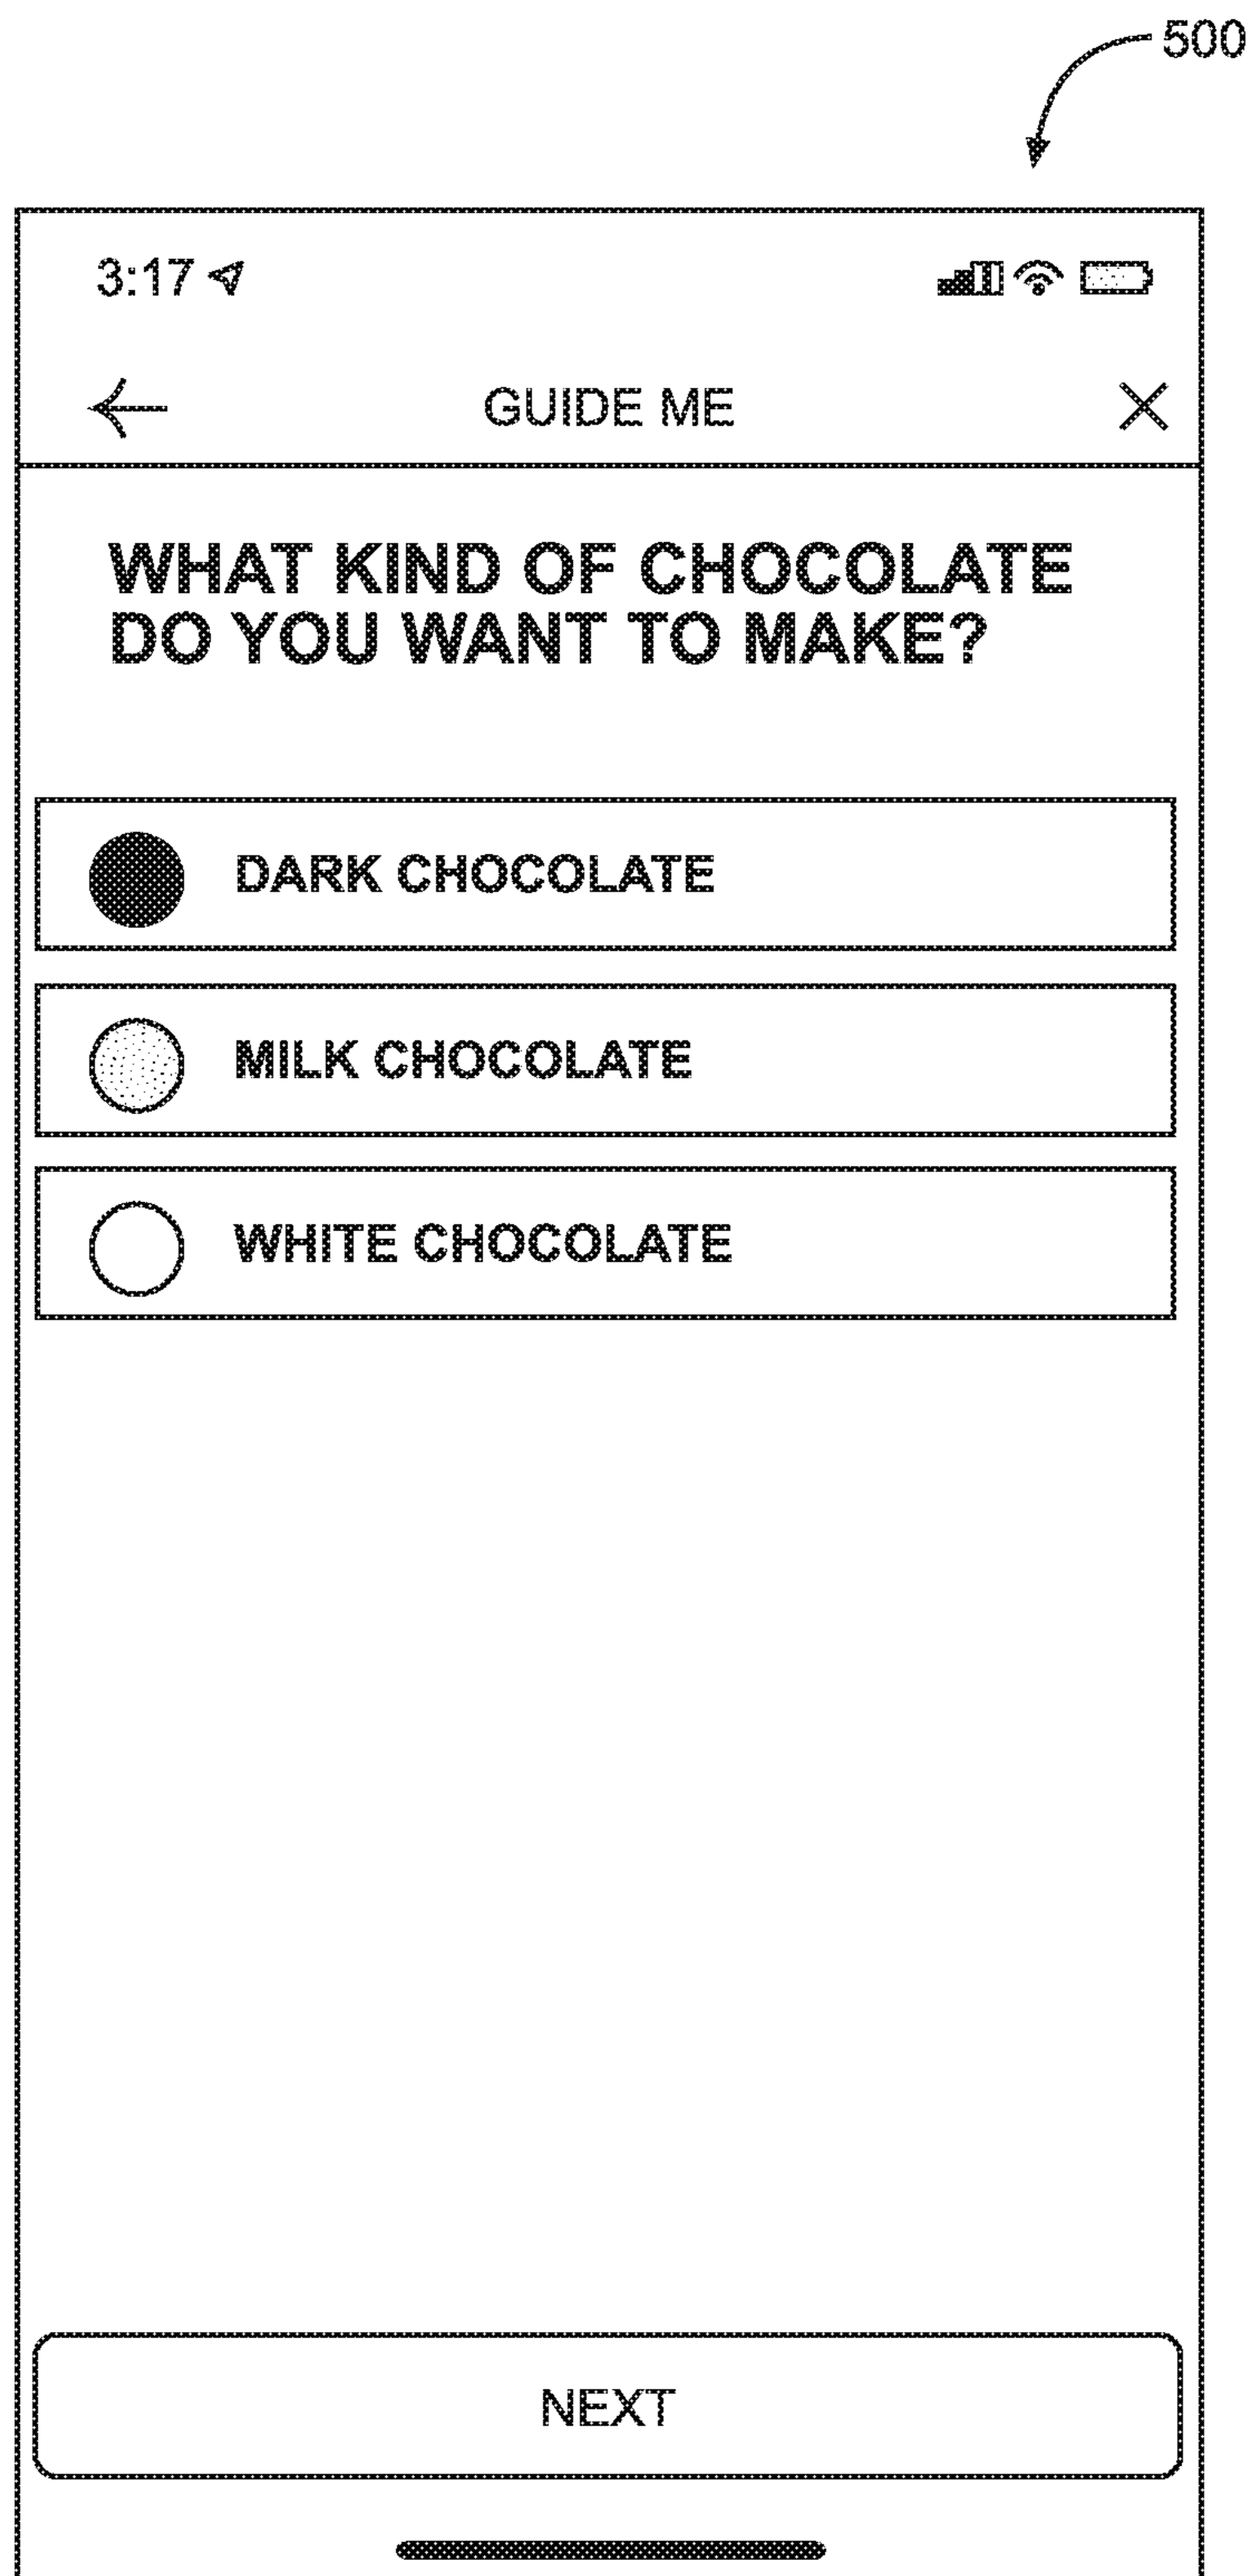 500
3:17
GUIDE ME
WHAT KIND OF CHOCOLATE
DO YOU WANT TO MAKE?
DARK CHOCOLATE
MILK CHOCOLATE
WHITE CHOCOLATE
NEXT